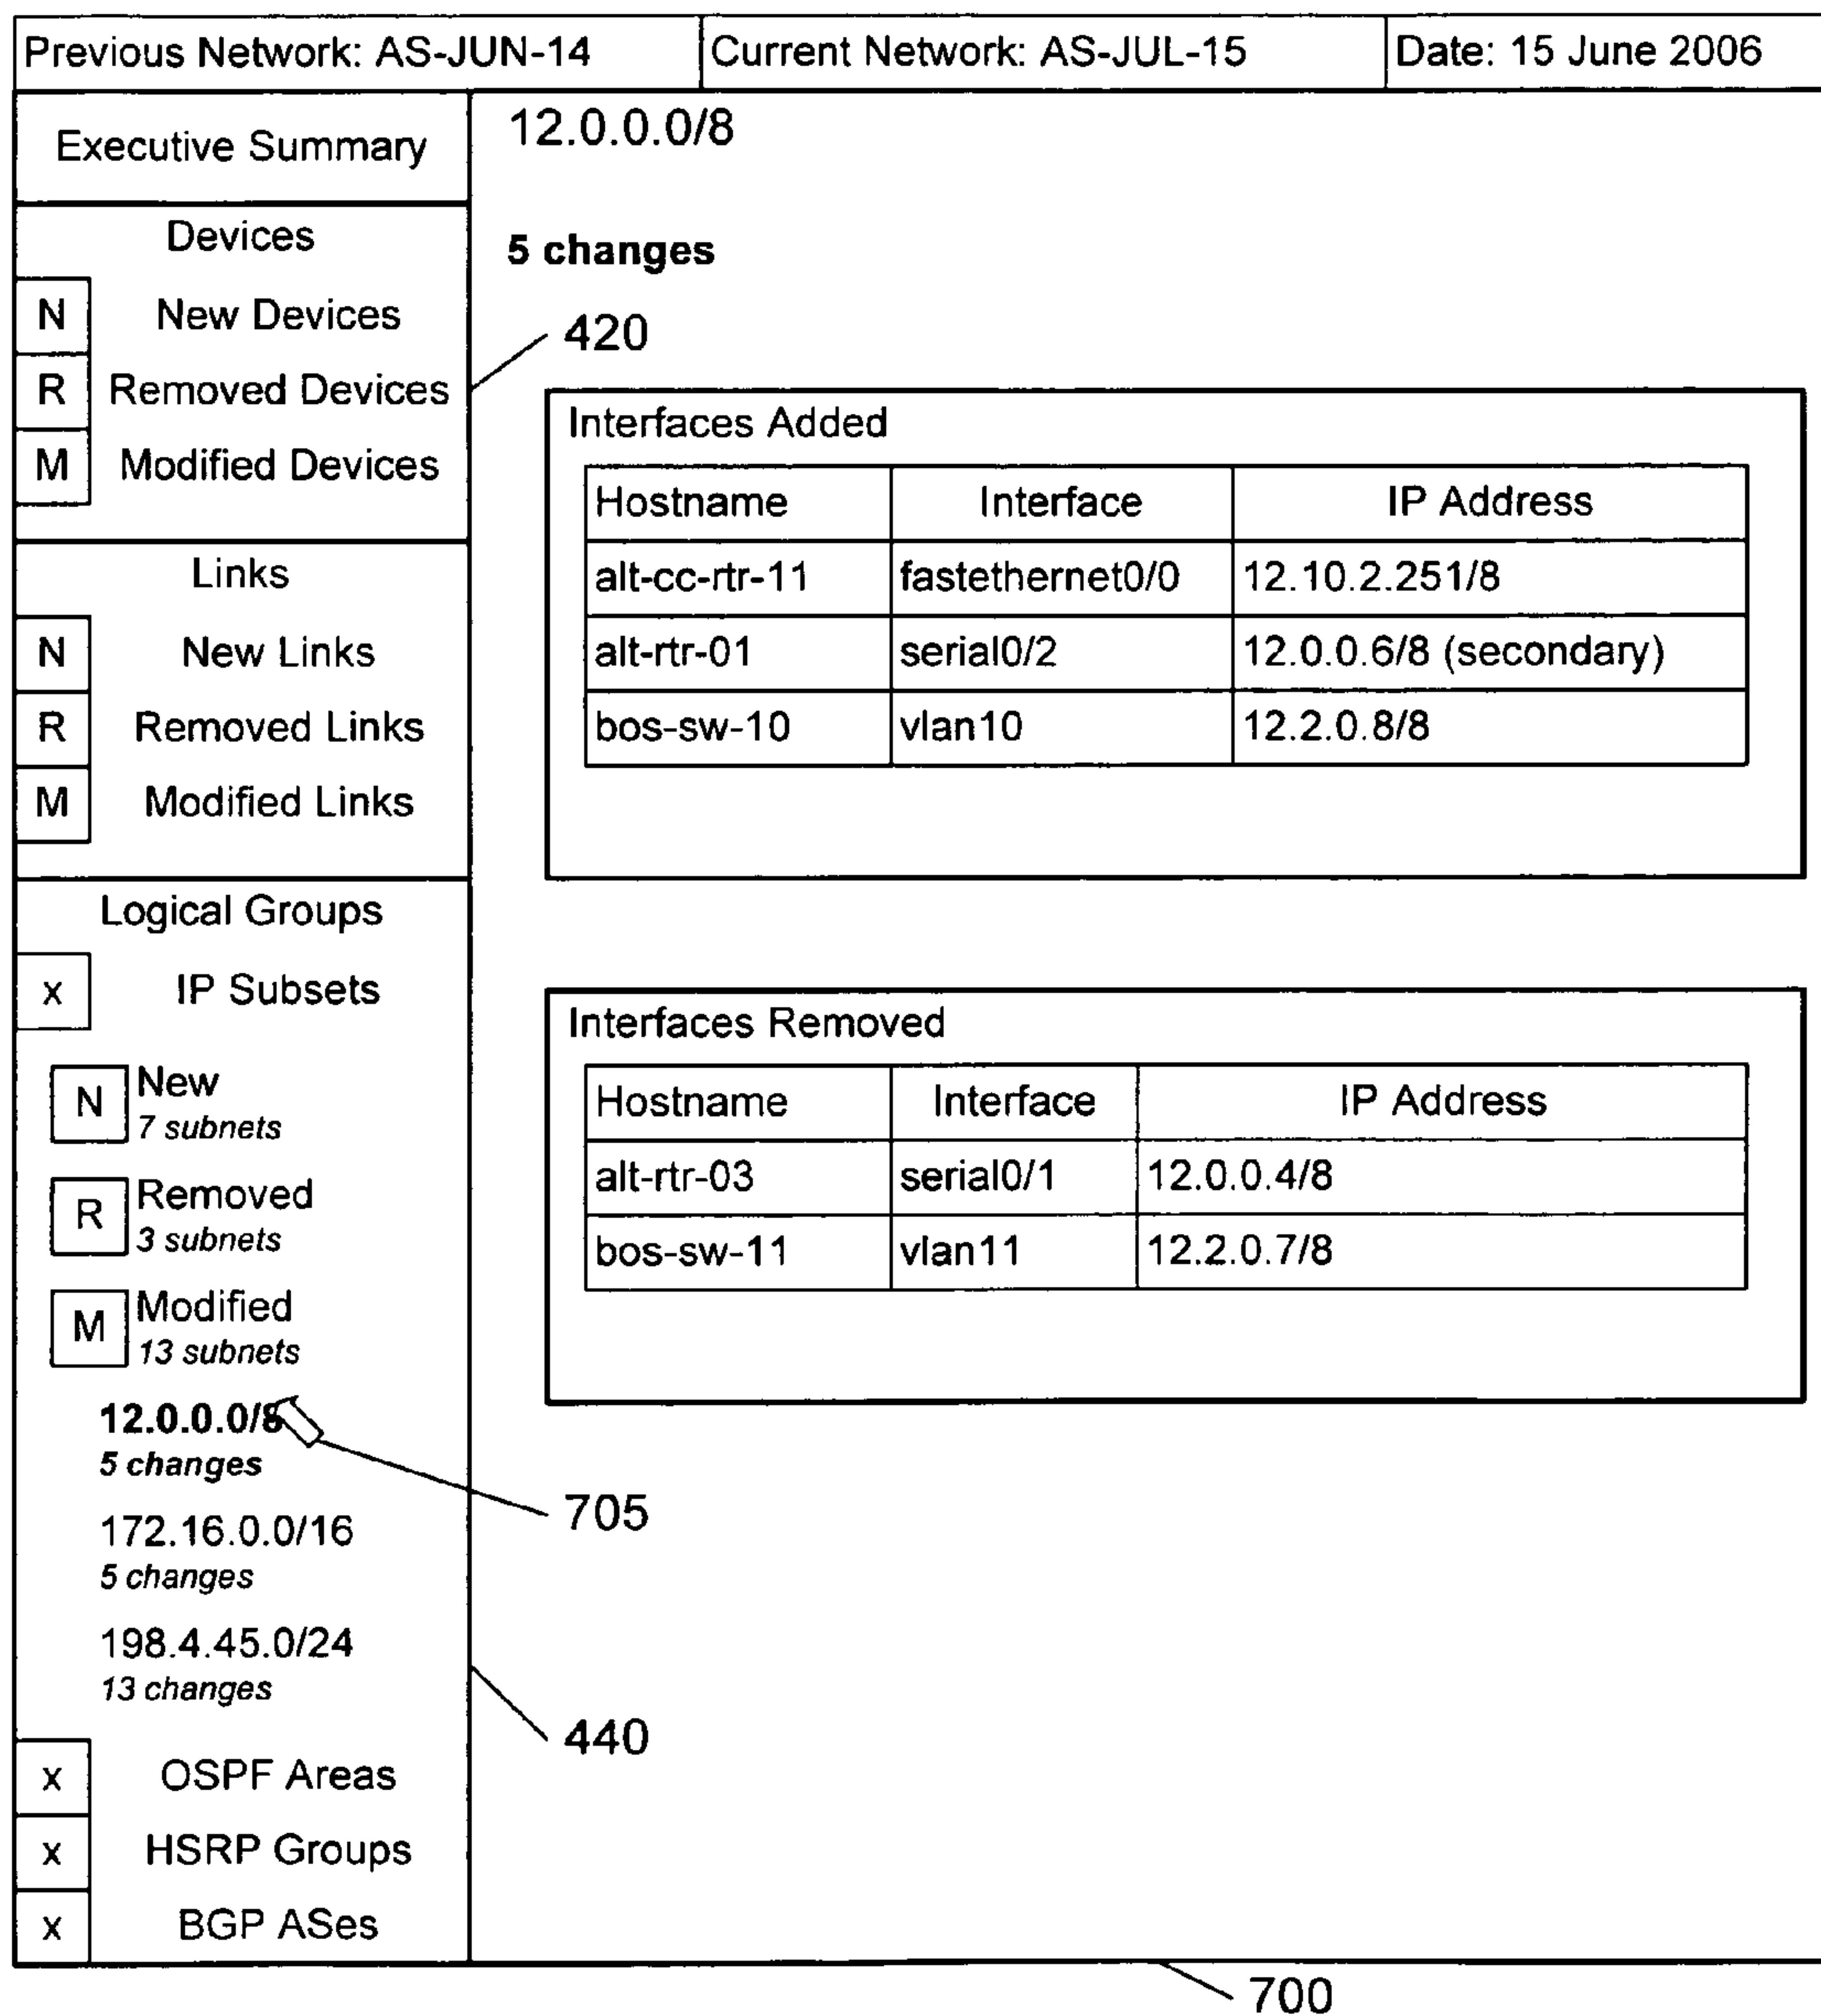 Previous Network: AS-JUN-14 Current Network: AS-JUL-15 Date: 15 June 2006
Executive Summary
Devices
N New Devices
R Removed Devices
M Modified Devices
Links
N New Links
R Removed Links
M Modified Links
Logical Groups
x IP Subsets
N New
7 subnets
R Removed
3 subnets
M Modified
13 subnets
12.0.0.0/8
5 changes
172.16.0.0/16
5 changes
198.4.45.0/24
13 changes
x OSPF Areas
x HSRP Groups
x BGP ASes
12.0.0.0/8
5 changes
420
Interfaces Added
Hostname Interface IP Address
alt-cc-rtr-11 fastethernet0/0 12.10.2.251/8
alt-rtr-01 serial0/2 12.0.0.6/8 (secondary)
bos-sw-10 vlan10 12.2.0.8/8
Interfaces Removed
Hostname Interface IP Address
alt-rtr-03 serial0/1 12.0.0.4/8
bos-sw-11 vlan11 12.2.0.7/8
705
440
700